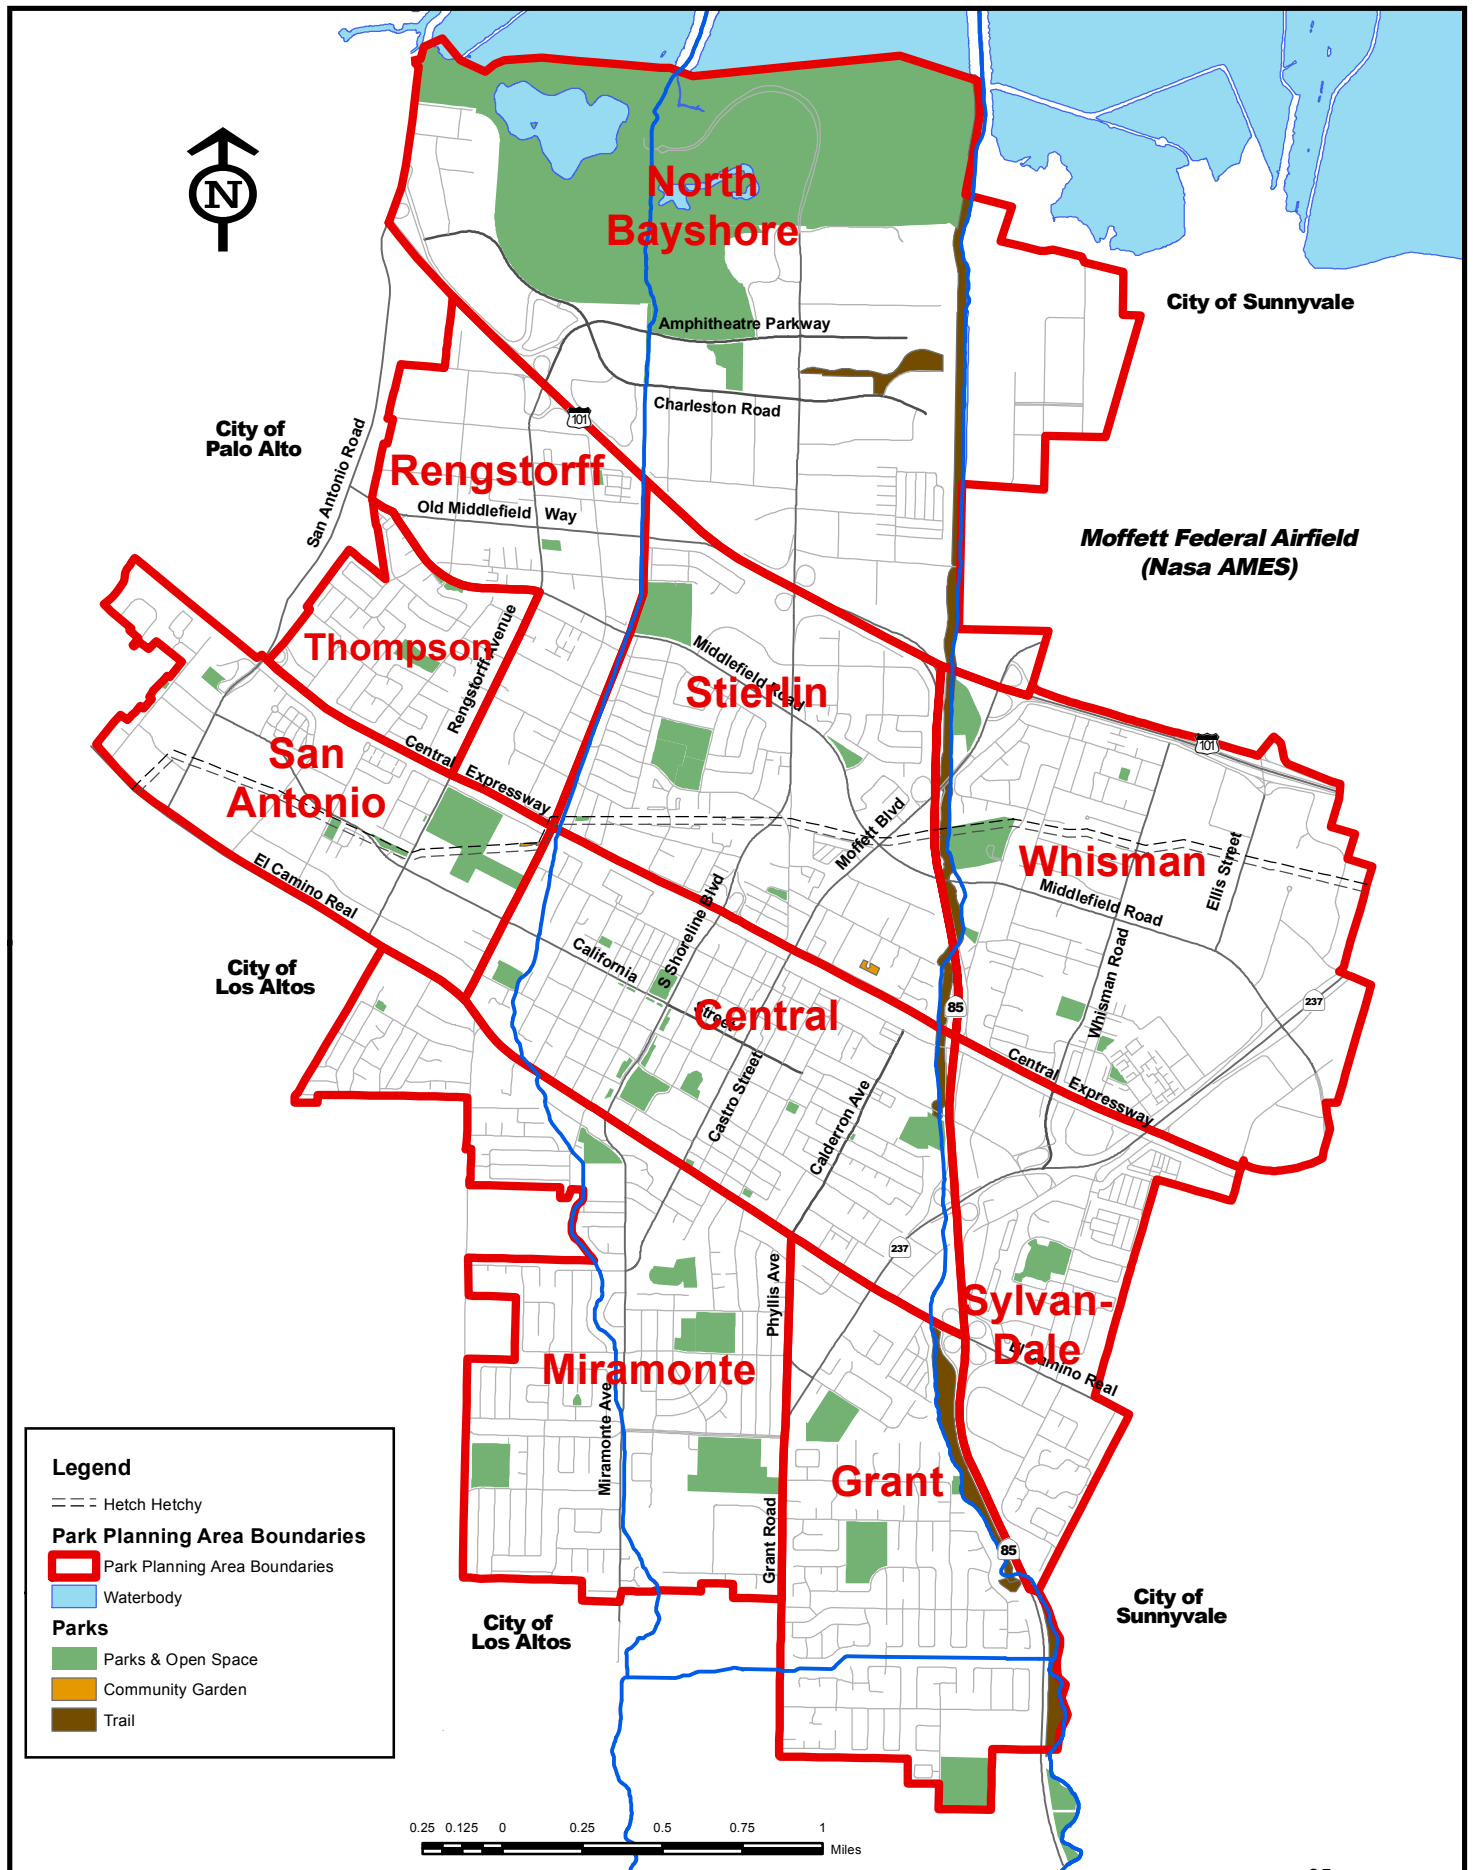 N
North
Bayshore
City of Sunnyvale
Amphitheatre Parkway
Charleston Road
101
City of
Palo Alto
San Antonio Road
Rengstorff
Old Middlefield Way
Moffett Federal Airfield
(Nasa AMES)
Thompson
Rengstorff Avenue
Middlefield Road
Stierlin
San
Antonio
Central Expressway
101
Moffett Blvd
Whisman
Ellis Street
Middlefield Road
El Camino Real
S Shoreline Blvd
California
Street
Whisman Road
City of
Los Altos
Central
85
237
Castro Street
Calderron Ave
Central Expressway
237
Phyllis Ave
Sylvan-
Dale
El Camino Real
Miramonte
Miramonte Ave
Grant
Grant Road
85
City of
Sunnyvale
City of
Los Altos
Legend
Hetch Hetchy
Park Planning Area Boundaries
Park Planning Area Boundaries
Waterbody
Parks
Parks & Open Space
Community Garden
Trail
0.25 0.125 0 0.25 0.5 0.75 1
Miles